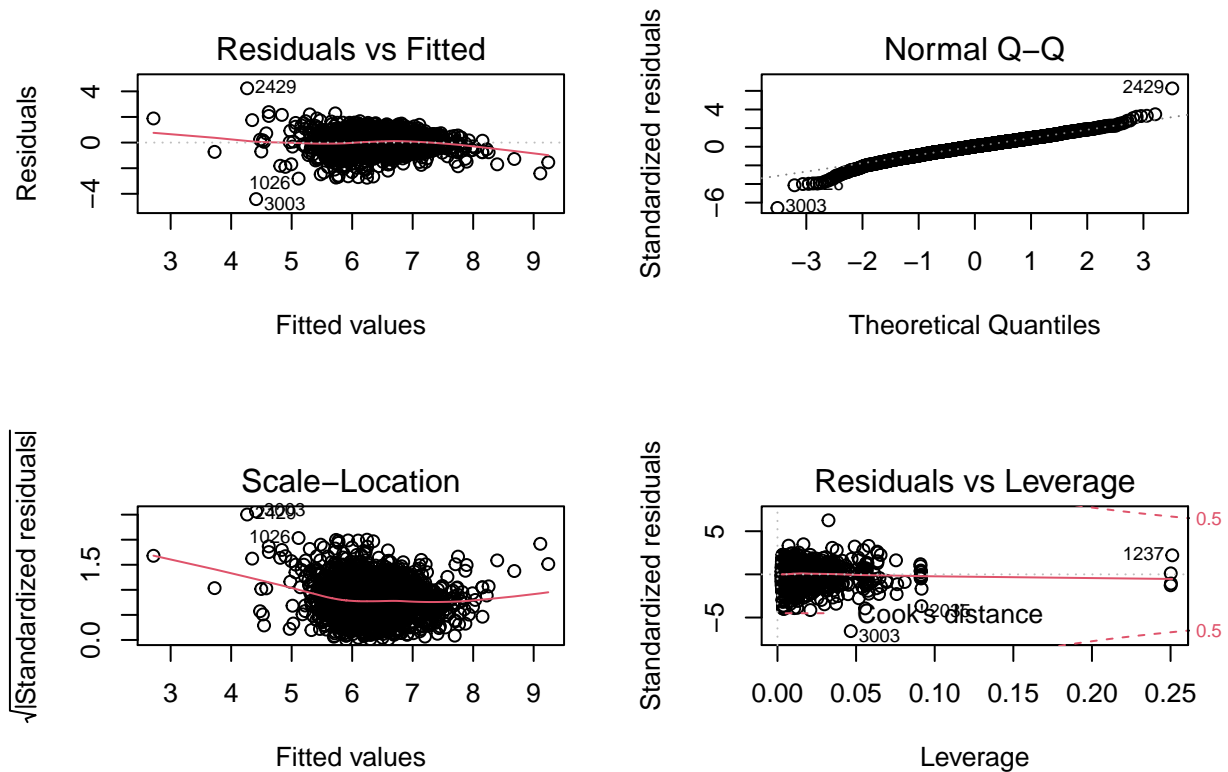 Residuals vs Fitted
Residuals
4
0
−4
2429
1026
3003
3 4 5 6 7 8 9
Fitted values
Normal Q−Q
Standardized residuals
4
0
−6
2429
3003
−3 −2 −1 0 1 2 3
Theoretical Quantiles
Scale−Location
√|Standardized residuals|
1.5
0.0
3003
2429
1026
3 4 5 6 7 8 9
Fitted values
Residuals vs Leverage
Standardized residuals
5
0
−5
0.5
1237
2035
Cook's distance
3003
0.5
0.00 0.05 0.10 0.15 0.20 0.25
Leverage